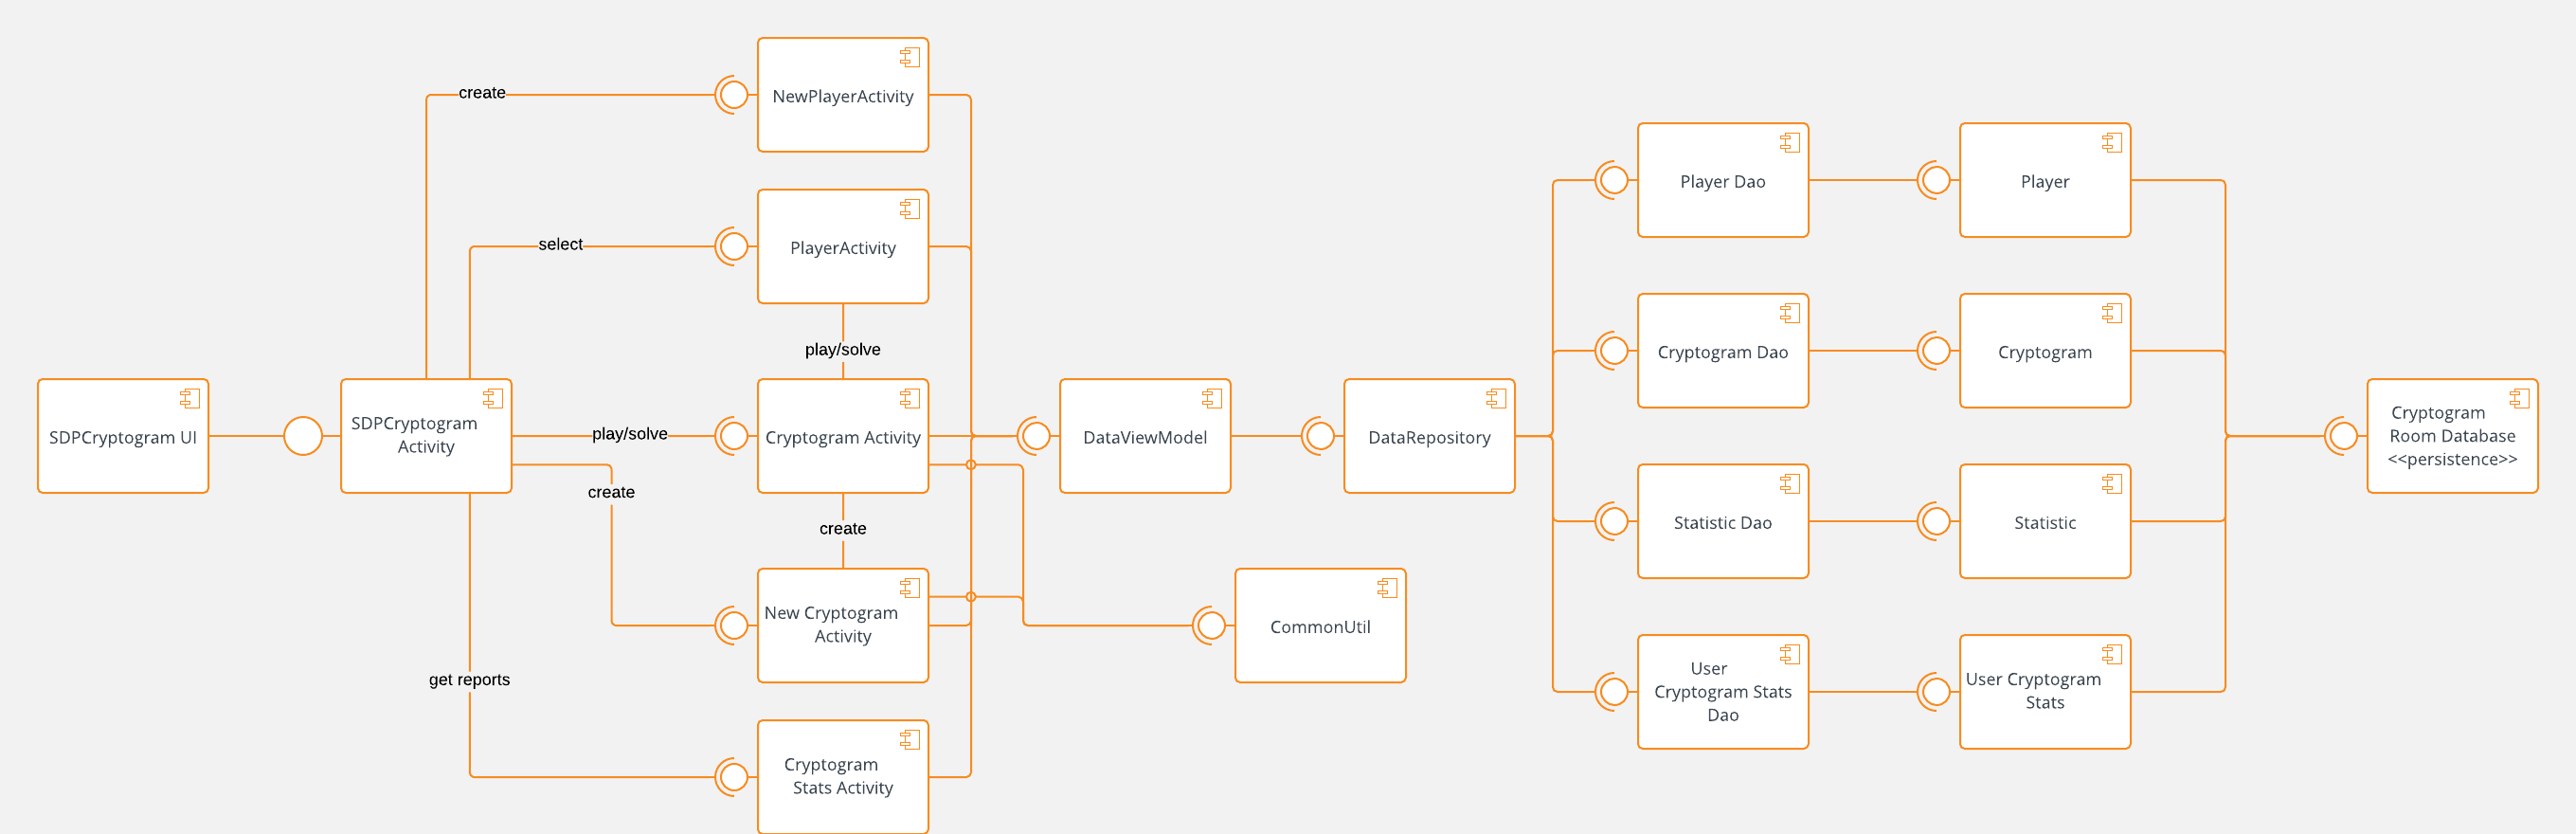 create
NewPlayerActivity
select
PlayerActivity
play/solve
SDPCryptogram UI
SDPCryptogram
Activity
play/solve
Cryptogram Activity
create
create
New Cryptogram
Activity
get reports
Cryptogram
Stats Activity
DataViewModel
CommonUtil
DataRepository
Player Dao
Player
Cryptogram Dao
Cryptogram
Statistic Dao
Statistic
User
Cryptogram Stats
Dao
User Cryptogram
Stats
Cryptogram
Room Database
<<persistence>>